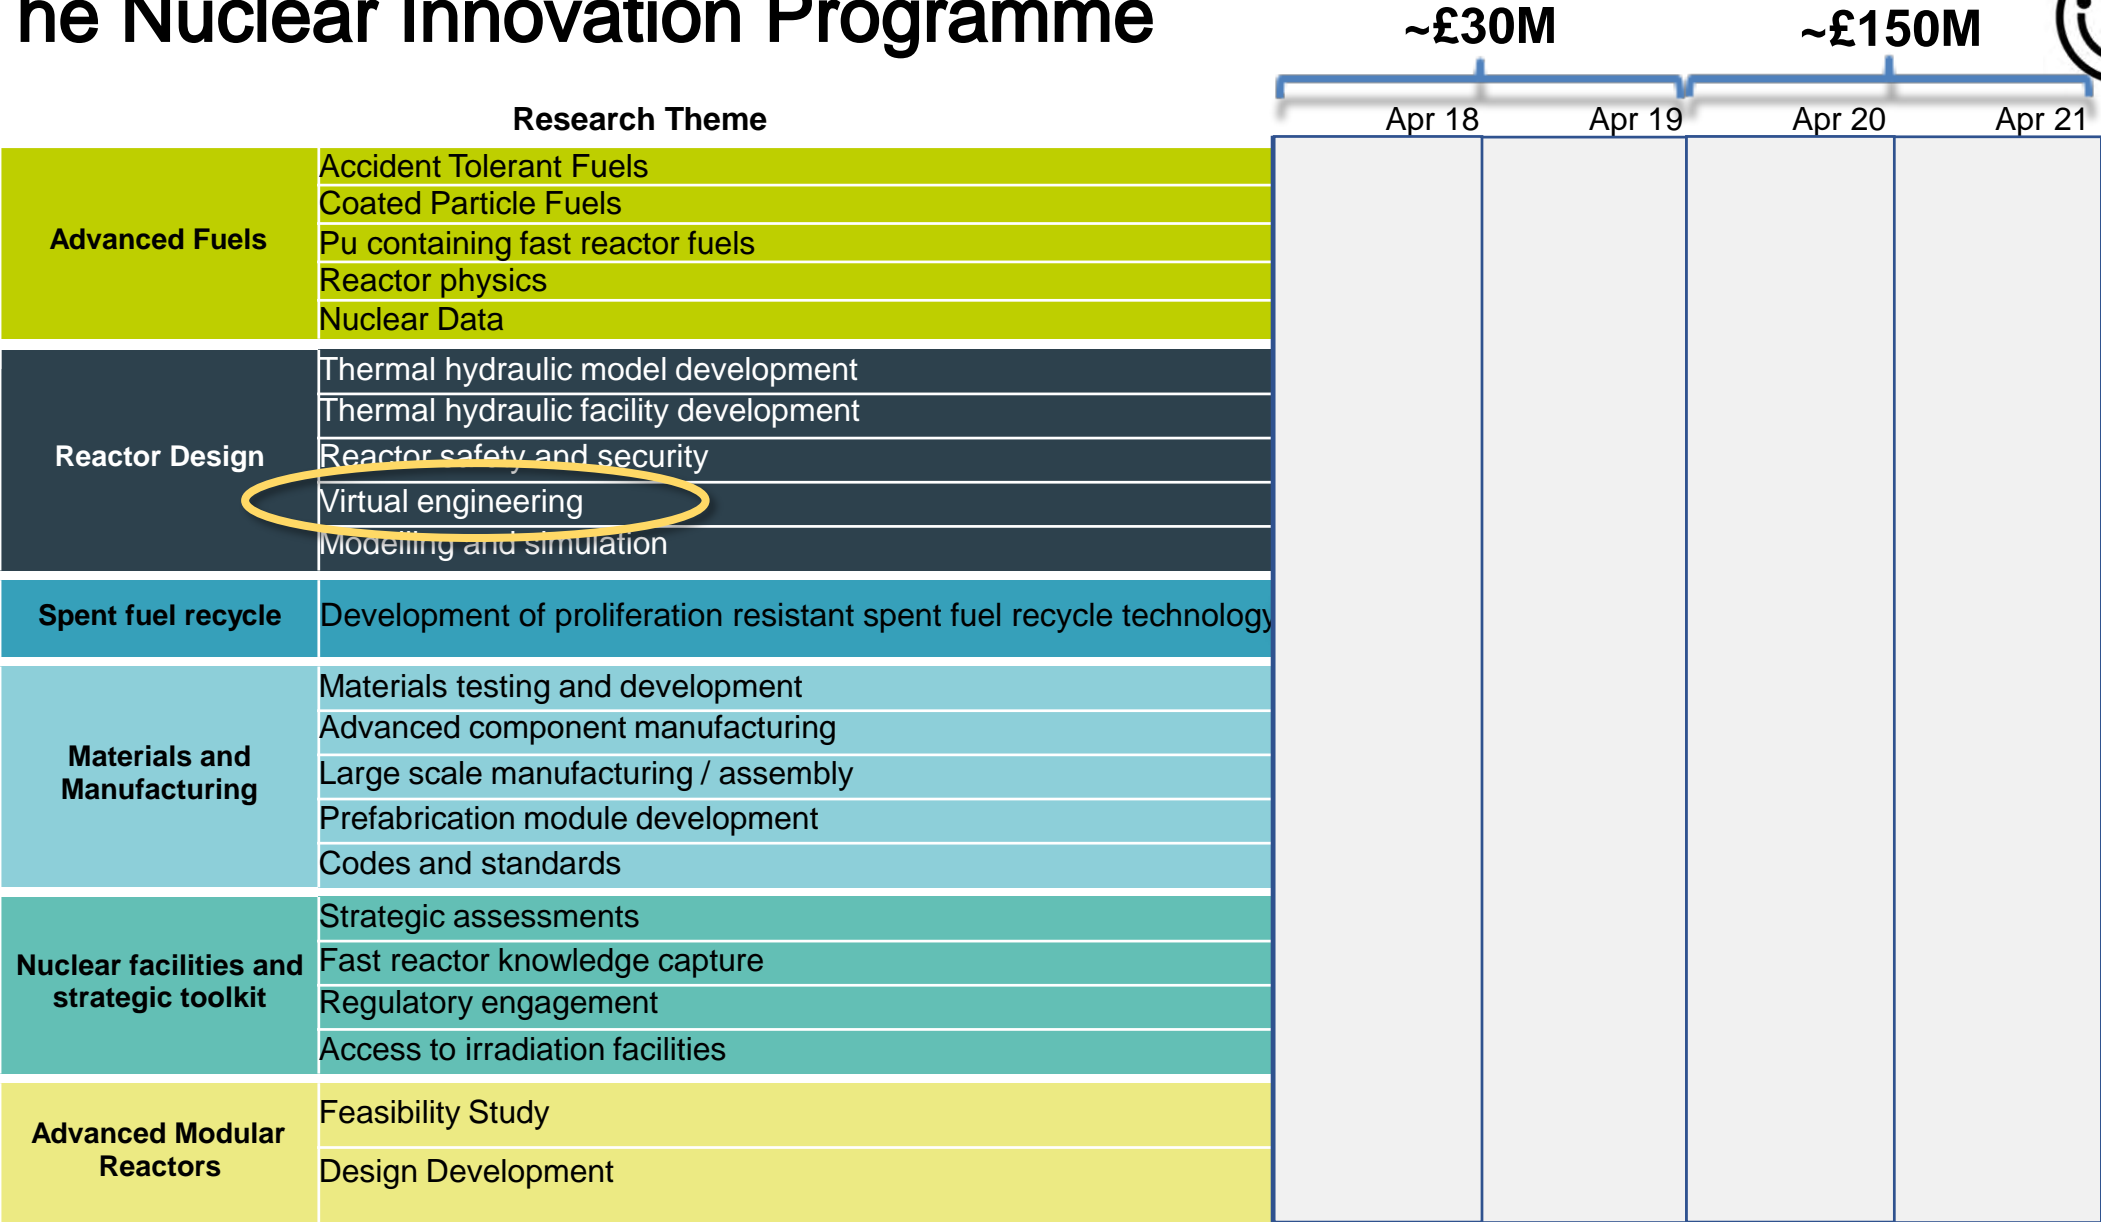 he Nuclear Innovation Programme
~£30M
~£150M
Research Theme
Apr 18
Apr 19
Apr 20
Apr 21
Advanced Fuels
Accident Tolerant Fuels
Coated Particle Fuels
Pu containing fast reactor fuels
Reactor physics
Nuclear Data
Reactor Design
Thermal hydraulic model development
Thermal hydraulic facility development
Reactor safety and security
Virtual engineering
Modelling and simulation
Spent fuel recycle
Development of proliferation resistant spent fuel recycle technology
Materials and
Manufacturing
Materials testing and development
Advanced component manufacturing
Large scale manufacturing / assembly
Prefabrication module development
Codes and standards
Nuclear facilities and
strategic toolkit
Strategic assessments
Fast reactor knowledge capture
Regulatory engagement
Access to irradiation facilities
Advanced Modular
Reactors
Feasibility Study
Design Development